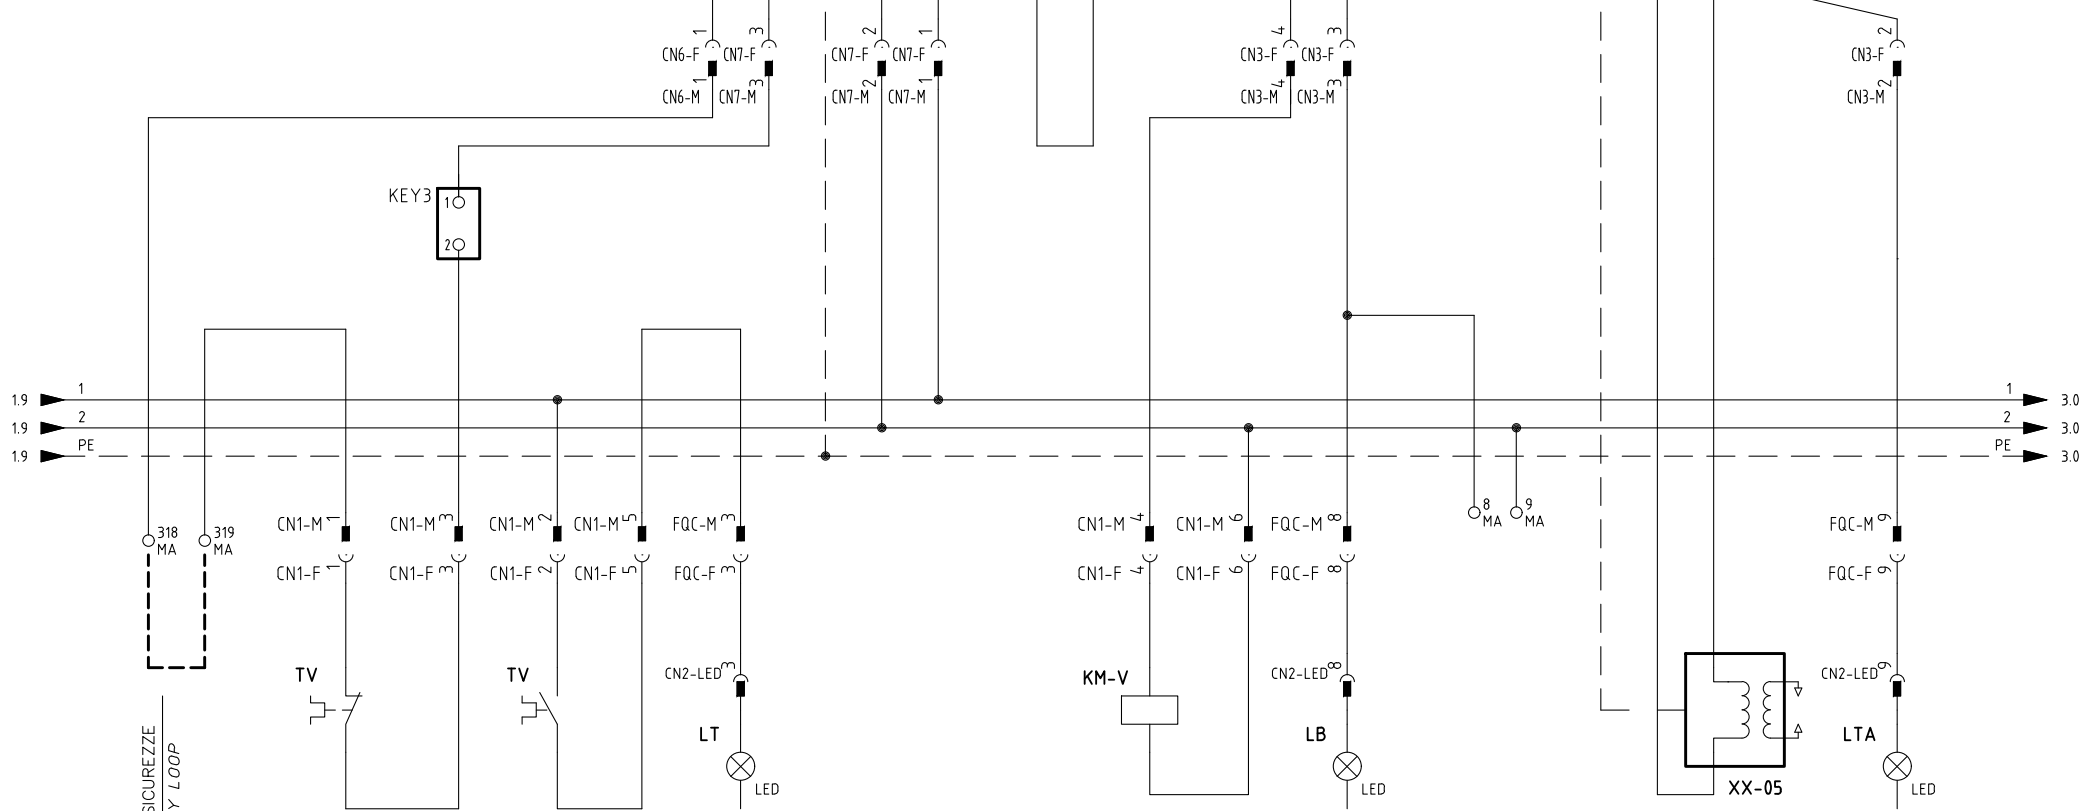 1 3 2 1 4 3 2
CN6-F CN7-F CN7-F CN7-F CN3-F CN3-F CN3-F
1 3 2 1 4 3 2
CN6-M CN7-M CN7-M CN7-M CN3-M CN3-M CN3-M
KEY3
1
2
1.9 1 1 3.0
1.9 2 2 3.0
1.9 PE PE 3.0
318 MA
319 MA
8 MA
9 MA
CN1-M 1 CN1-M 3 CN1-M 2 CN1-M 5 FQC-M 3 CN1-M 4 CN1-M 6 FQC-M 8 FQC-M 9
CN1-F 1 CN1-F 3 CN1-F 2 CN1-F 5 FQC-F 3 CN1-F 4 CN1-F 6 FQC-F 8 FQC-F 9
TV TV CN2-LED 3 KM-V CN2-LED 8 CN2-LED 9
LT LB LTA
LED LED XX-05 LED
SICUREZZE
Y LOOP